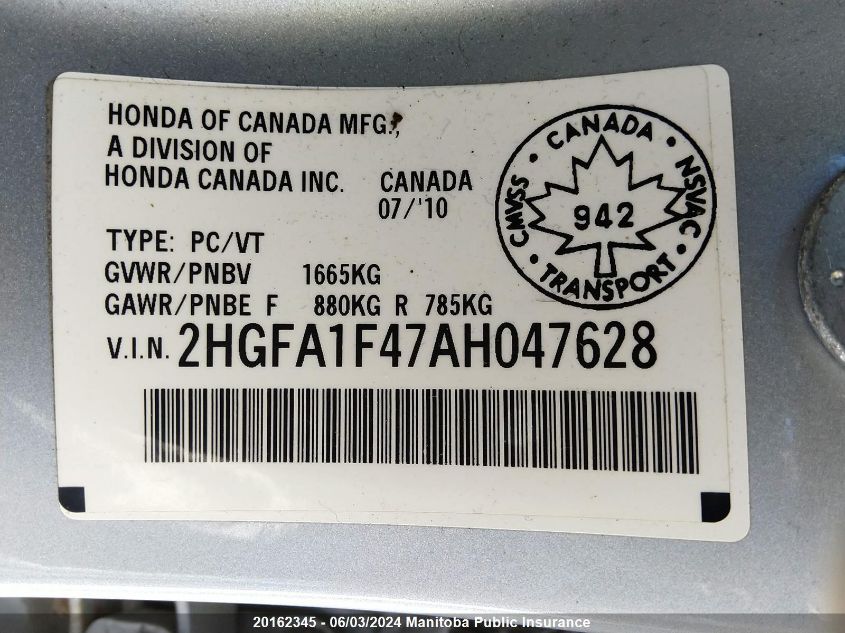 HONDA OF CANADA MFG.,
A DIVISION OF
HONDA CANADA INC. CANADA
07/'10
TYPE: PC/VT
GVWR/PNBV 1665KG
GAWR/PNBE F 880KG R 785KG
V.I.N. 2HGFA1F47AH047628
CMVSS • CANADA • NSVAC • TRANSPORT •
942
20162345 - 06/03/2024 Manitoba Public Insurance